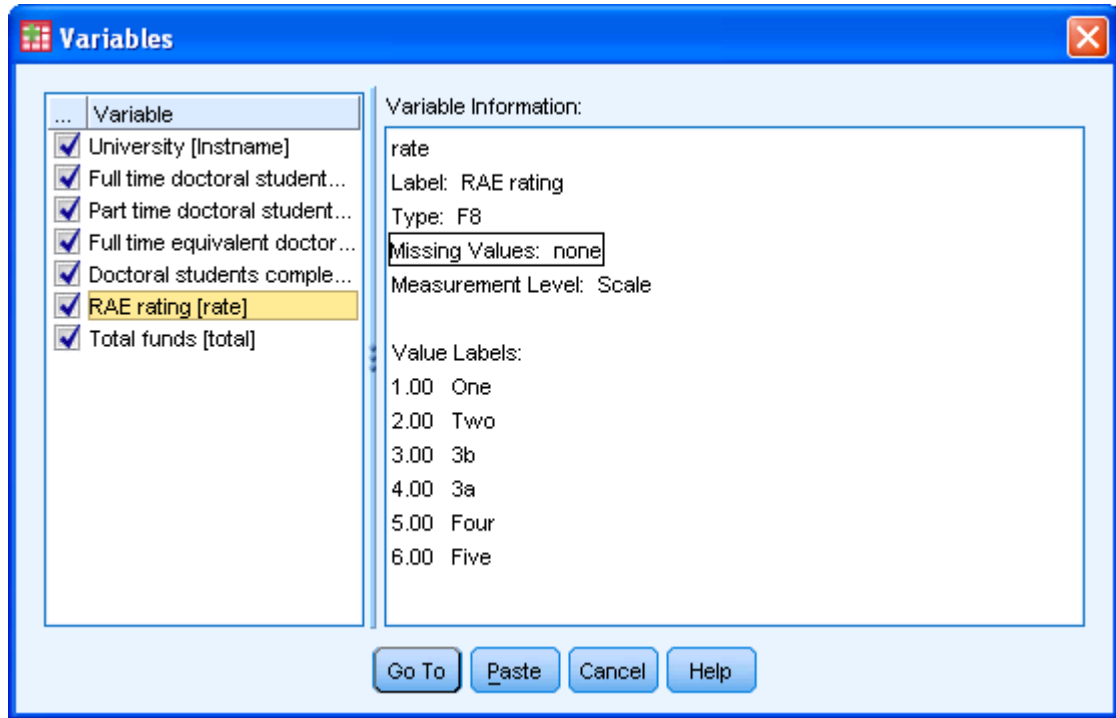 Variables
... Variable
University [Instname]
Full time doctoral student...
Part time doctoral student...
Full time equivalent doctor...
Doctoral students comple...
RAE rating [rate]
Total funds [total]
Variable Information:
rate
Label: RAE rating
Type: F8
Missing Values: none
Measurement Level: Scale
Value Labels:
1.00 One
2.00 Two
3.00 3b
4.00 3a
5.00 Four
6.00 Five
Go To Paste Cancel Help